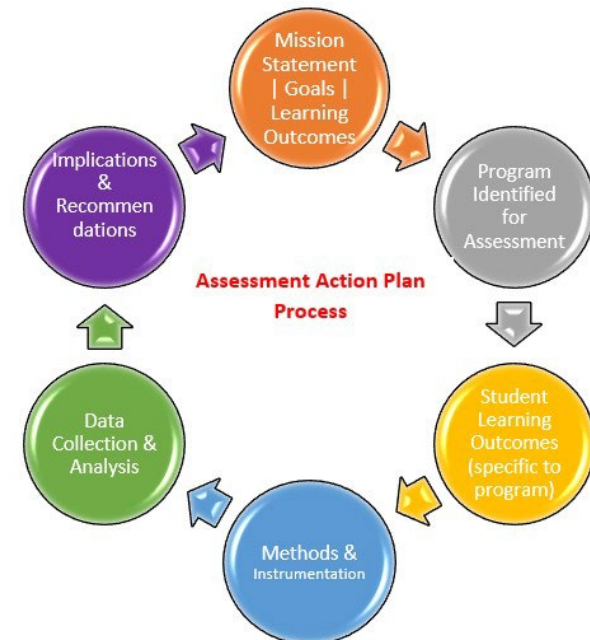 Mission
Statement
| Goals |
Learning
Outcomes
Program
Identified
for
Assessment
Student
Learning
Outcomes
(specific to
program)
Methods &
Instrumentation
Data
Collection &
Analysis
Implications
&
Recommen
dations
Assessment Action Plan
Process